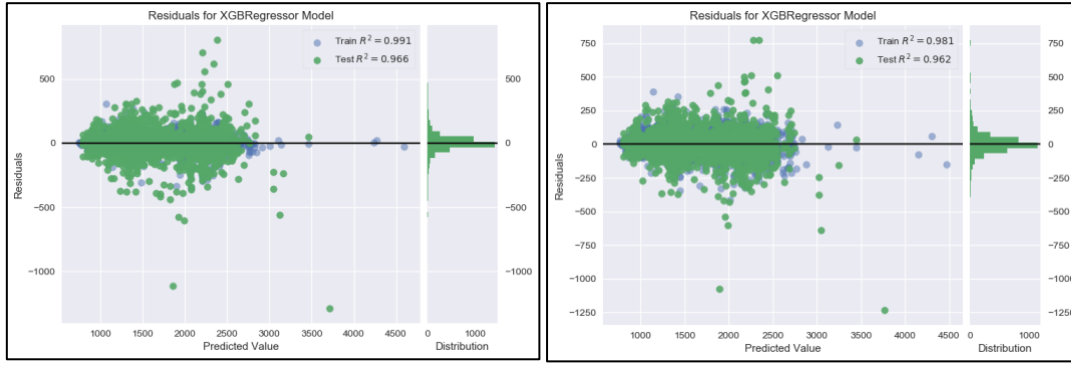 Residuals for XGBRegressor Model
Train R² = 0.991
Test R² = 0.966
500
0
−500
−1000
Residuals
500
0
−500
−1000
1000 1500 2000 2500 3000 3500 4000 4500
Predicted Value
0 1000
Distribution
Residuals for XGBRegressor Model
Train R² = 0.981
Test R² = 0.962
750
500
250
0
−250
−500
−750
−1000
−1250
Residuals
750
500
250
0
−250
−500
−750
−1000
−1250
1000 1500 2000 2500 3000 3500 4000 4500
Predicted Value
0 1000
Distribution